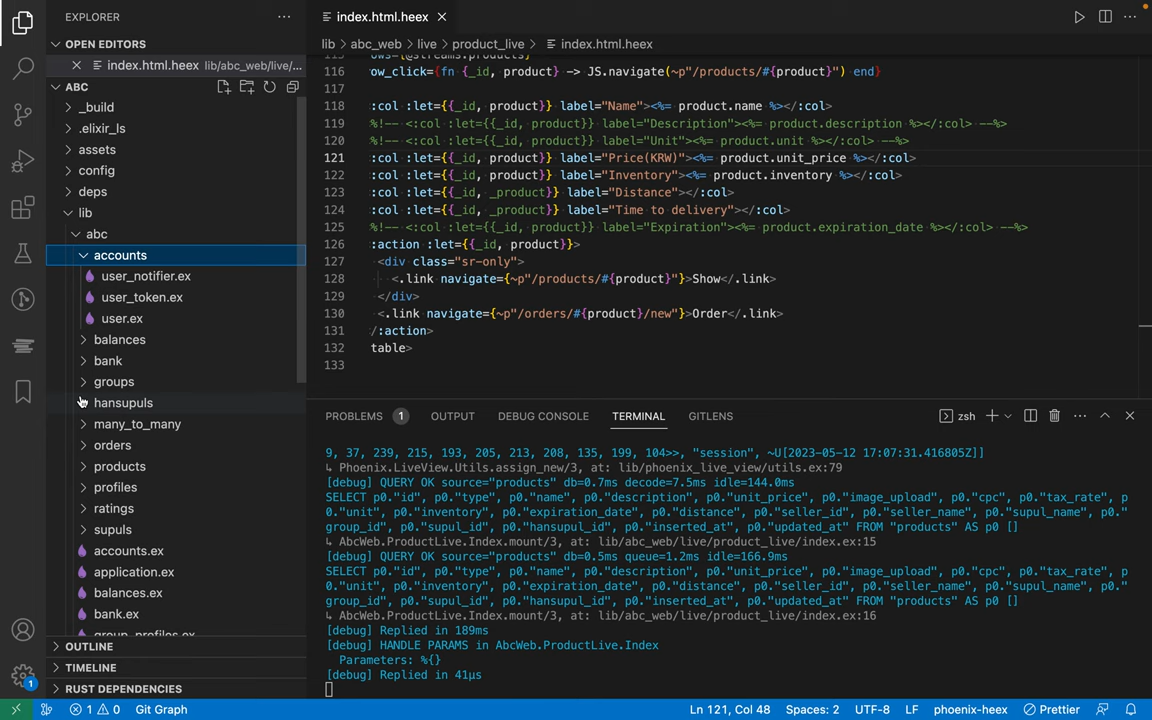 EXPLORER
index.html.heex
OPEN EDITORS
lib abc_web live product_live index.html.heex
index.html.heex lib/abc_web/live/...
ABC
_build
.elixir_ls
assets
config
deps
lib
abc
accounts
user_notifier.ex
user_token.ex
user.ex
balances
bank
groups
hansupuls
many_to_many
orders
products
profiles
ratings
supuls
accounts.ex
application.ex
balances.ex
bank.ex
group_profiles.ex
OUTLINE
TIMELINE
RUST DEPENDENCIES
115 ows={@streams.products}
116 ow_click={fn {_id, product} -> JS.navigate(~p"/products/#{product}") end}
117
118 :col :let={{_id, product}} label="Name"><%= product.name %></:col>
119 %!-- <:col :let={{_id, product}} label="Description"><%= product.description %></:col> --%>
120 %!-- <:col :let={{_id, product}} label="Unit"><%= product.unit %></:col> --%>
121 :col :let={{_id, product}} label="Price(KRW)"><%= product.unit_price %></:col>
122 :col :let={{_id, product}} label="Inventory"><%= product.inventory %></:col>
123 :col :let={{_id, _product}} label="Distance"></:col>
124 :col :let={{_id, _product}} label="Time to delivery"></:col>
125 %!-- <:col :let={{_id, product}} label="Expiration"><%= product.expiration_date %></:col> --%>
126 :action :let={{_id, product}}>
127 <div class="sr-only">
128 <.link navigate={~p"/products/#{product}"}>Show</.link>
129 </div>
130 <.link navigate={~p"/orders/#{product}/new"}>Order</.link>
131 /:action>
132 table>
133
PROBLEMS 1 OUTPUT DEBUG CONSOLE TERMINAL GITLENS zsh
9, 37, 239, 215, 193, 205, 213, 208, 135, 199, 104>>, "session", ~U[2023-05-12 17:07:31.416805Z]]
↳ Phoenix.LiveView.Utils.assign_new/3, at: lib/phoenix_live_view/utils.ex:79
[debug] QUERY OK source="products" db=0.7ms decode=7.5ms idle=144.0ms
SELECT p0."id", p0."type", p0."name", p0."description", p0."unit_price", p0."image_upload", p0."cpc", p0."tax_rate", p
0."unit", p0."inventory", p0."expiration_date", p0."distance", p0."seller_id", p0."seller_name", p0."supul_name", p0."
group_id", p0."supul_id", p0."hansupul_id", p0."inserted_at", p0."updated_at" FROM "products" AS p0 []
↳ AbcWeb.ProductLive.Index.mount/3, at: lib/abc_web/live/product_live/index.ex:15
[debug] QUERY OK source="products" db=0.5ms queue=1.2ms idle=166.9ms
SELECT p0."id", p0."type", p0."name", p0."description", p0."unit_price", p0."image_upload", p0."cpc", p0."tax_rate", p
0."unit", p0."inventory", p0."expiration_date", p0."distance", p0."seller_id", p0."seller_name", p0."supul_name", p0."
group_id", p0."supul_id", p0."hansupul_id", p0."inserted_at", p0."updated_at" FROM "products" AS p0 []
↳ AbcWeb.ProductLive.Index.mount/3, at: lib/abc_web/live/product_live/index.ex:16
[debug] Replied in 189ms
[debug] HANDLE PARAMS in AbcWeb.ProductLive.Index
Parameters: %{}
[debug] Replied in 41µs
1
1 0 Git Graph Ln 121, Col 48 Spaces: 2 UTF-8 LF phoenix-heex Prettier